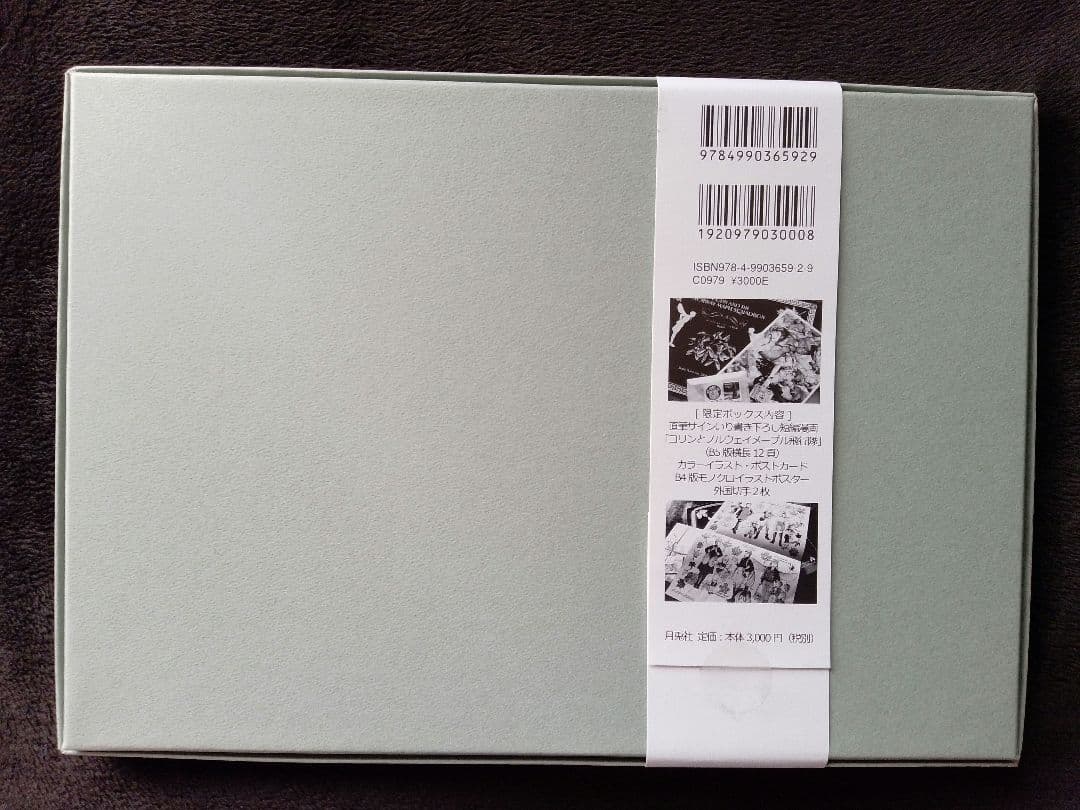 9784990365929
1920979030008
ISBN978-4-9903659-2-9
C0979 ¥3000E
[ 限定ボックス内容 ]
直筆サイン入り書き下ろし短編漫画
「コリンとノルウェイメープル飛行隊」
(B5版横長12頁)
カラーイラスト・ポストカード
B4版モノクロイラストポスター
外国切手2枚
月兎社 定価：本体3,000円（税別）